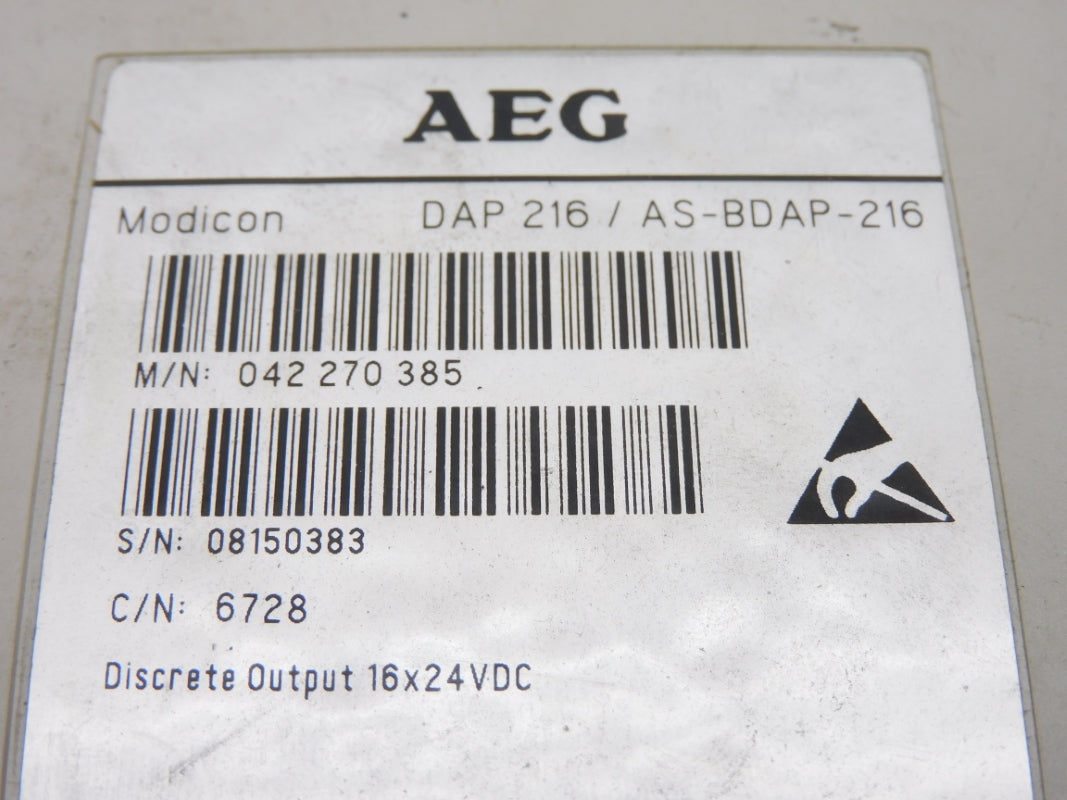 AEG
Modicon DAP 216 / AS-BDAP-216
M/N: 042 270 385
S/N: 08150383
C/N: 6728
Discrete Output 16x24VDC